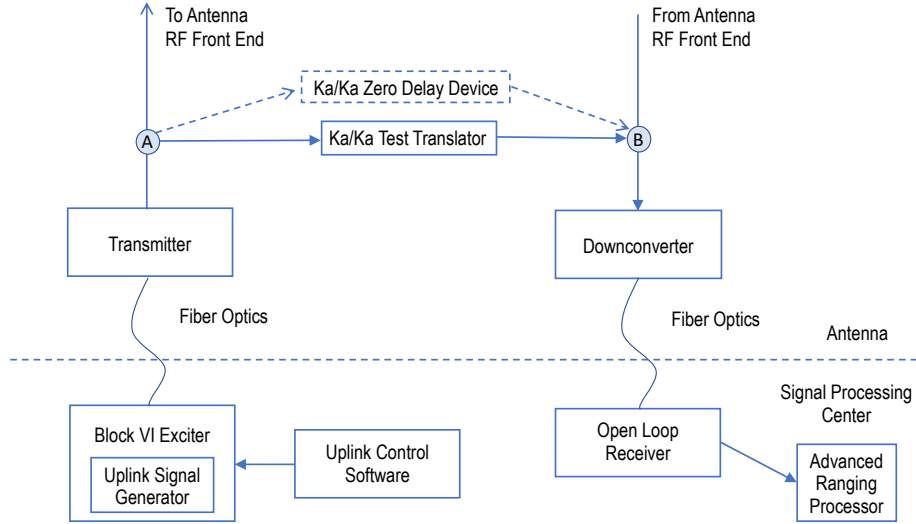 To Antenna
RF Front End
From Antenna
RF Front End
Ka/Ka Zero Delay Device
A
Ka/Ka Test Translator
B
Transmitter
Downconverter
Fiber Optics
Fiber Optics
Antenna
Signal Processing
Center
Block VI Exciter
Uplink Signal
Generator
Uplink Control
Software
Open Loop
Receiver
Advanced
Ranging
Processor